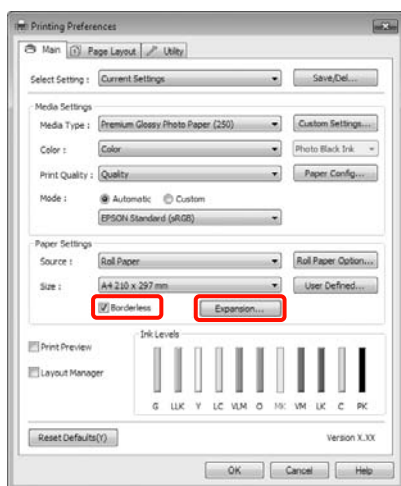 Printing Preferences
Main Page Layout Utility
Select Setting : Current Settings Save/Del...
Media Settings
Media Type : Premium Glossy Photo Paper (250) Custom Settings...
Color : Color Photo Black Ink
Print Quality : Quality Paper Config...
Mode : Automatic Custom
EPSON Standard (sRGB)
Paper Settings
Source : Roll Paper Roll Paper Option...
Size : A4 210 x 297 mm User Defined...
Borderless Expansion...
Ink Levels
Print Preview
Layout Manager
G LLK Y LC VLM O MK VM LK C PK
Reset Defaults(Y) Version X.XX
OK Cancel Help